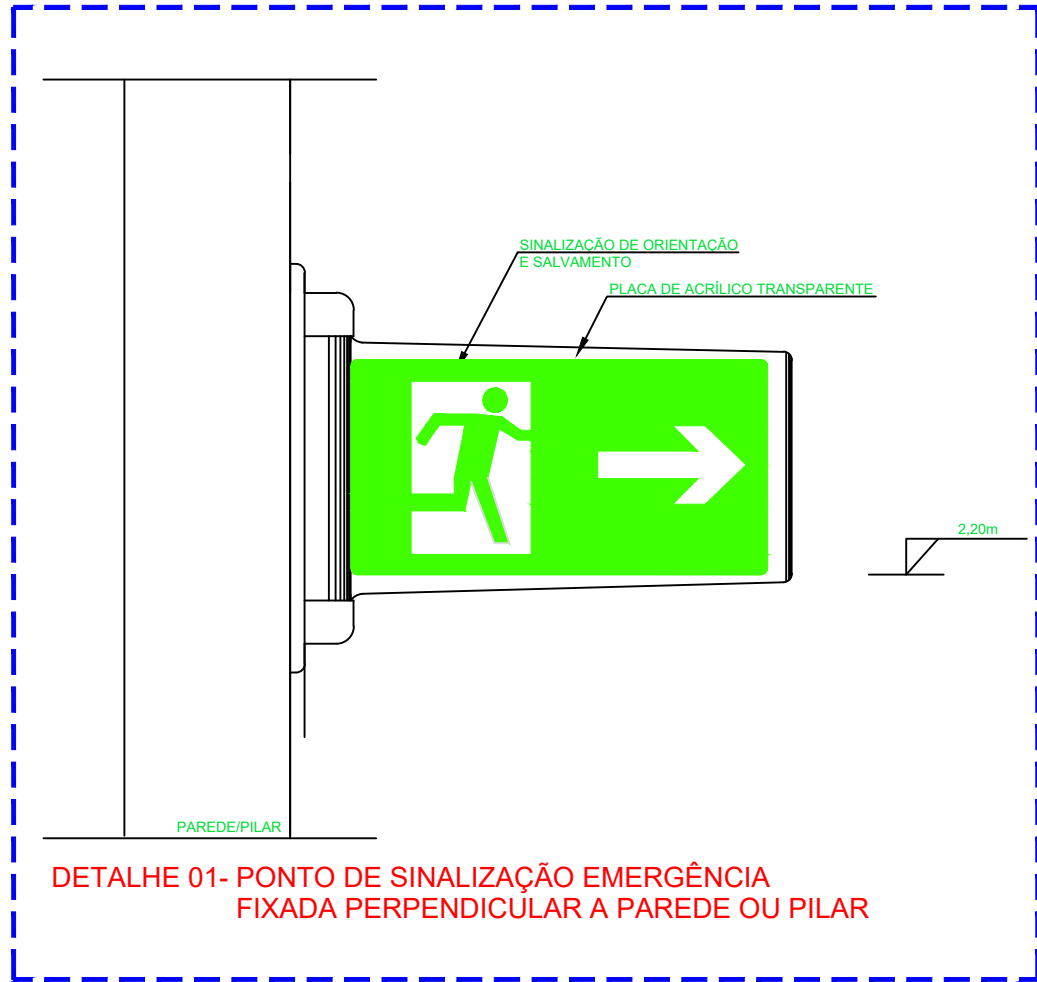 SINALIZAÇÃO DE ORIENTAÇÃO
E SALVAMENTO
PLACA DE ACRÍLICO TRANSPARENTE
2,20m
PAREDE/PILAR
DETALHE 01- PONTO DE SINALIZAÇÃO EMERGÊNCIA
FIXADA PERPENDICULAR A PAREDE OU PILAR